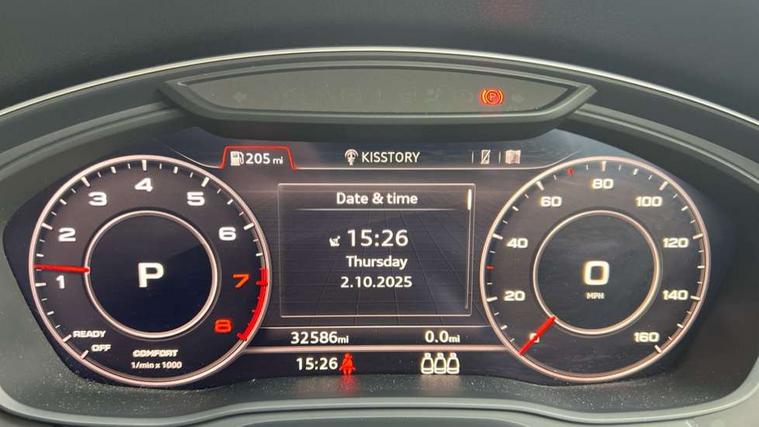 P
205 mi
KISSTORY
Date & time
15:26
Thursday
2.10.2025
8
7
6
5
4
3
2
1
READY
OFF
P
COMFORT
1/min x 1000
0
20
40
60
80
100
120
140
160
0
MPH
32586mi
0.0mi
15:26